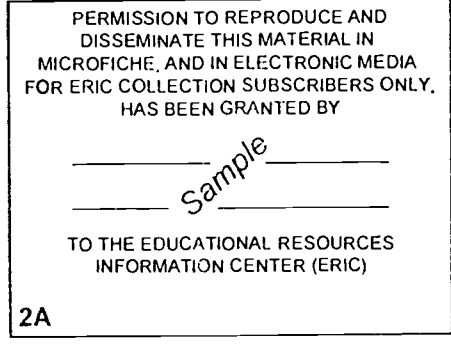 PERMISSION TO REPRODUCE AND
DISSEMINATE THIS MATERIAL IN
MICROFICHE, AND IN ELECTRONIC MEDIA
FOR ERIC COLLECTION SUBSCRIBERS ONLY,
HAS BEEN GRANTED BY
Sample
TO THE EDUCATIONAL RESOURCES
INFORMATION CENTER (ERIC)
2A